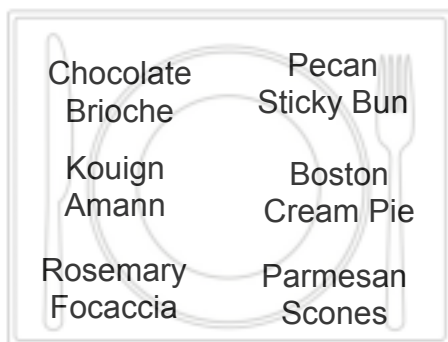 Chocolate
Brioche
Pecan
Sticky Bun
Kouign
Amann
Boston
Cream Pie
Rosemary
Focaccia
Parmesan
Scones